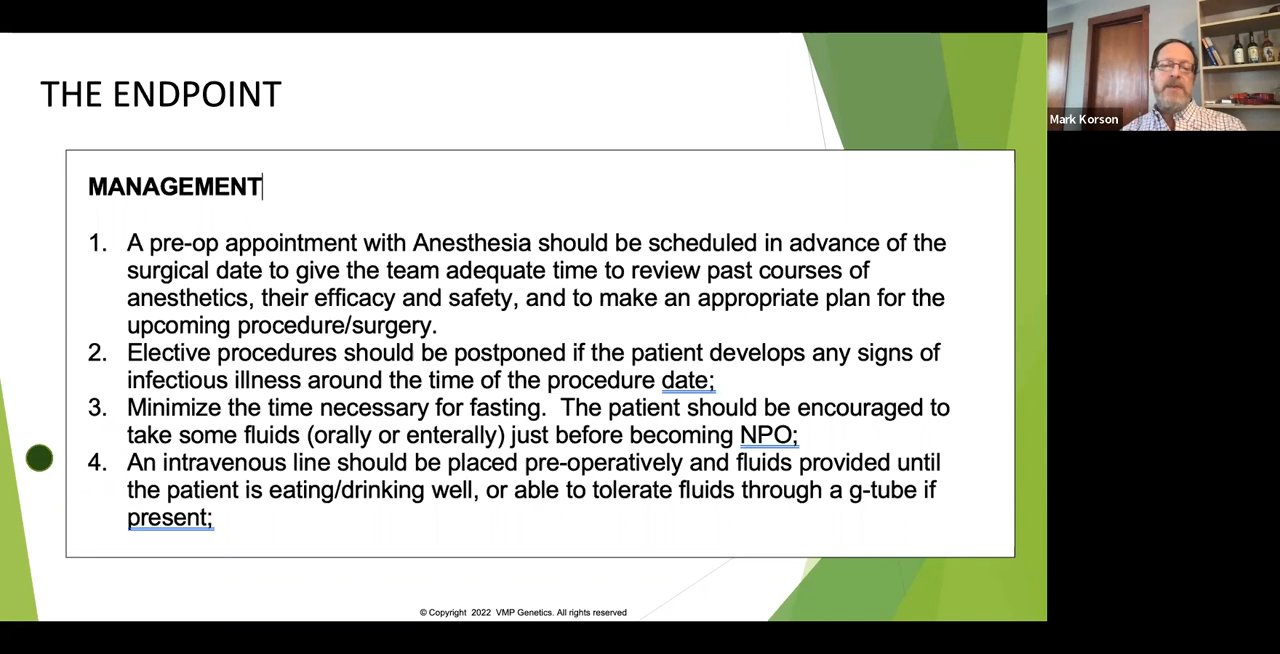 THE ENDPOINT
Mark Korson
MANAGEMENT
1. A pre-op appointment with Anesthesia should be scheduled in advance of the
surgical date to give the team adequate time to review past courses of
anesthetics, their efficacy and safety, and to make an appropriate plan for the
upcoming procedure/surgery.
2. Elective procedures should be postponed if the patient develops any signs of
infectious illness around the time of the procedure date;
3. Minimize the time necessary for fasting.  The patient should be encouraged to
take some fluids (orally or enterally) just before becoming NPO;
4. An intravenous line should be placed pre-operatively and fluids provided until
the patient is eating/drinking well, or able to tolerate fluids through a g-tube if
present;
© Copyright 2022 VMP Genetics. All rights reserved